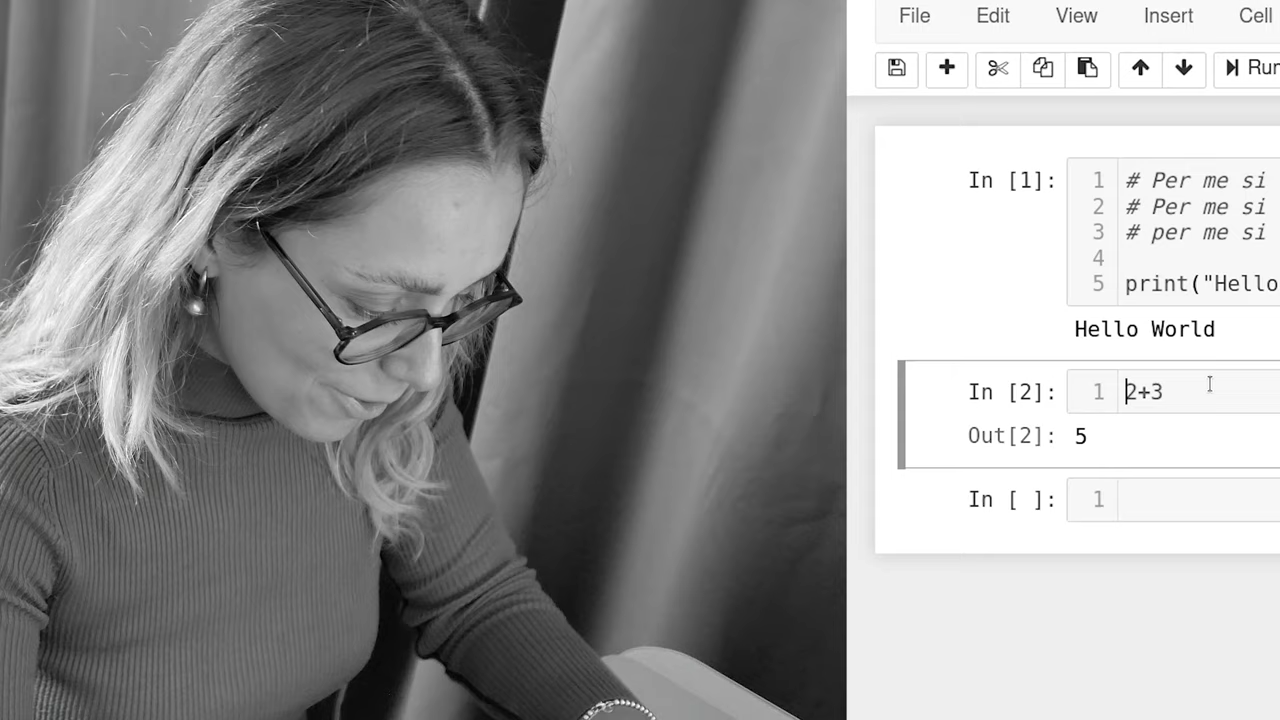 File Edit View Insert Cell
Run
In [1]:
1 # Per me si
2 # Per me si
3 # per me si
4
5 print("Hello
Hello World
In [2]: 1 2+3
Out[2]: 5
In [ ]: 1